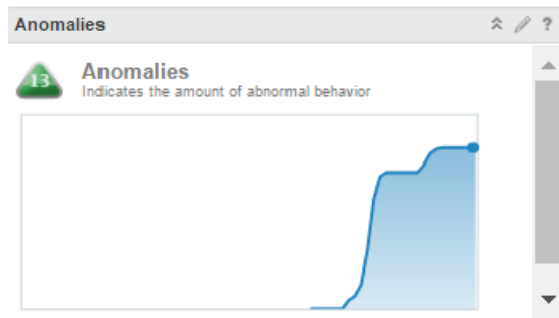 Anomalies
?
13
Anomalies
Indicates the amount of abnormal behavior